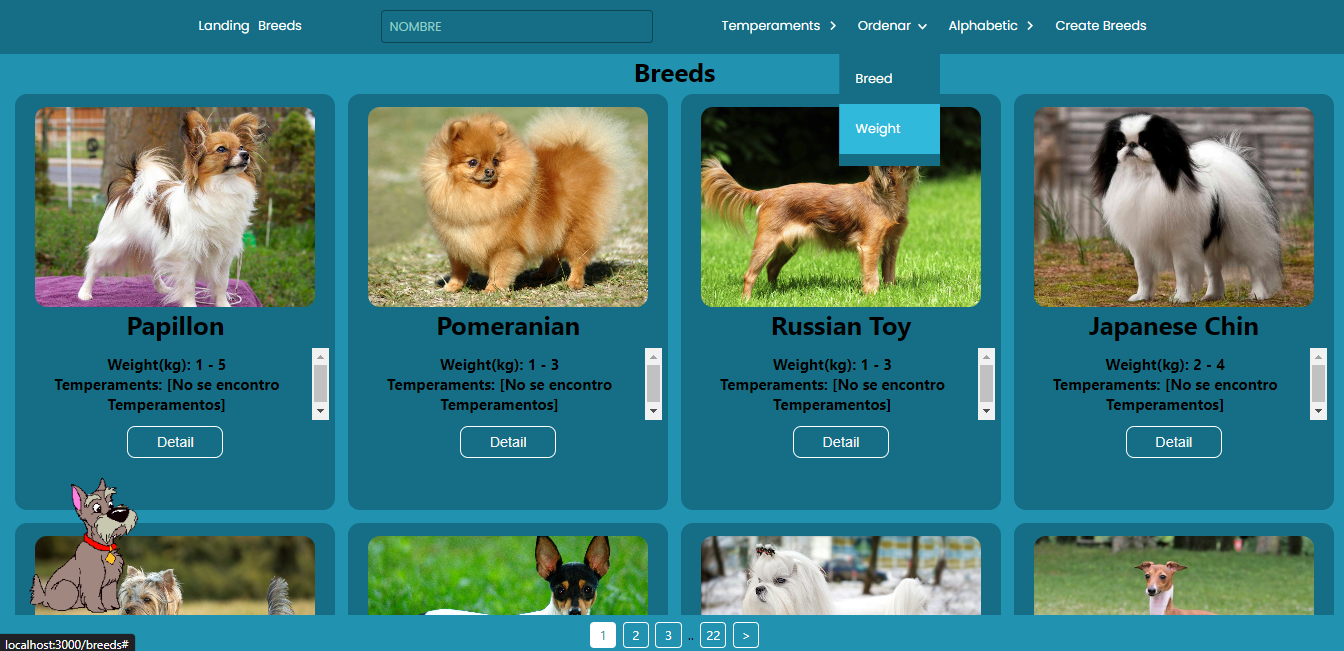 Landing Breeds NOMBRE Temperaments Ordenar Alphabetic Create Breeds
Breeds
Breed
Weight
Papillon
Weight(kg): 1 - 5
Temperaments: [No se encontro
Temperamentos]
Detail
Pomeranian
Weight(kg): 1 - 3
Temperaments: [No se encontro
Temperamentos]
Detail
Russian Toy
Weight(kg): 1 - 3
Temperaments: [No se encontro
Temperamentos]
Detail
Japanese Chin
Weight(kg): 2 - 4
Temperaments: [No se encontro
Temperamentos]
Detail
1 2 3 .. 22 >
localhost:3000/breeds#